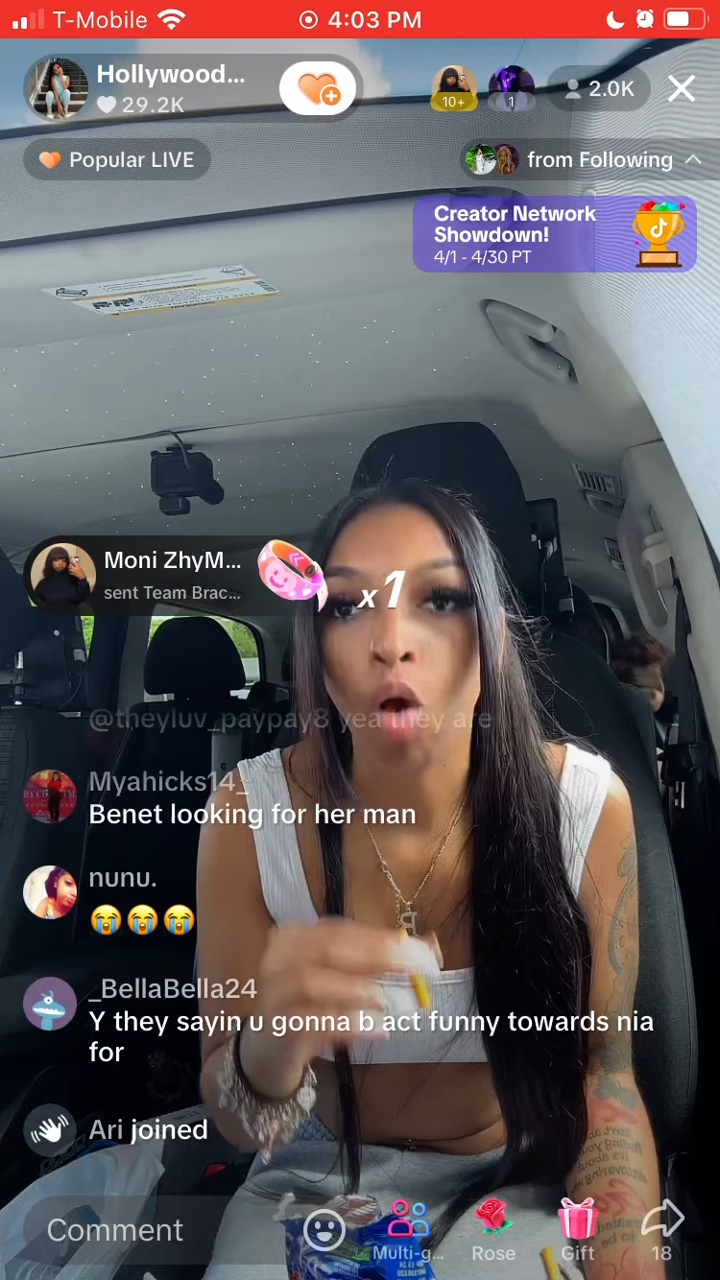 T-Mobile 4:03 PM
Hollywood...
29.2K
10+
1
2.0K
Popular LIVE
from Following
Creator Network
Showdown!
4/1 - 4/30 PT
Moni ZhyM...
sent Team Brac...
x1
@theyluv_paypay8 yea they are
Myahicks14_
Benet looking for her man
nunu.
😭😭😭
_BellaBella24
Y they sayin u gonna b act funny towards nia
for
Ari joined
Comment
Multi-g...
Rose
Gift
18